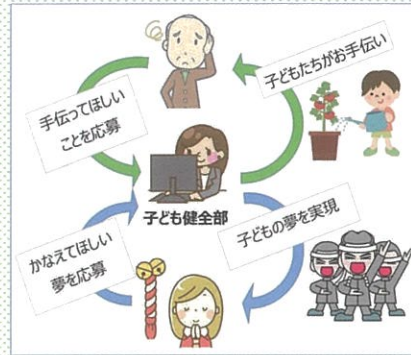 子どもたちがお手伝い
手伝ってほしい
ことを応募
子ども健全部
かなえてほしい
夢を応募
子どもの夢を実現